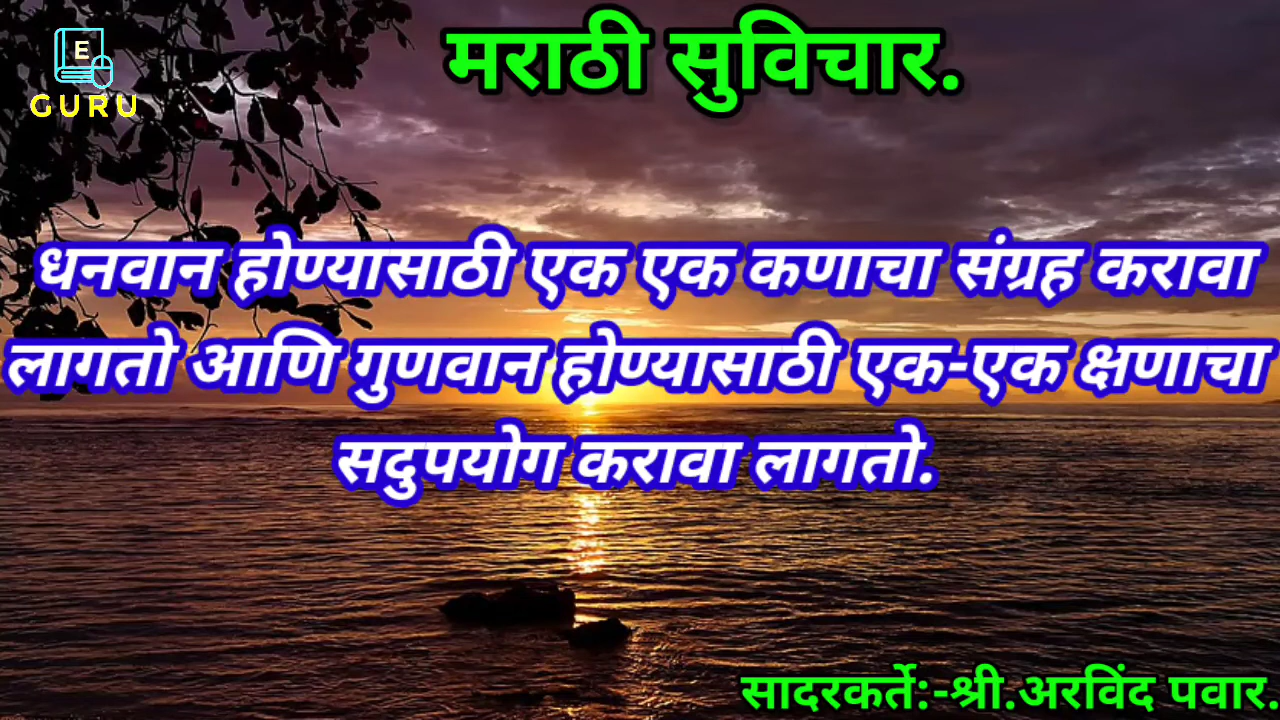 E
GURU
मराठी सुविचार.
धनवान होण्यासाठी एक एक कणाचा संग्रह करावा
लागतो आणि गुणवान होण्यासाठी एक-एक क्षणाचा
सदुपयोग करावा लागतो.
सादरकर्ते:-श्री.अरविंद पवार.